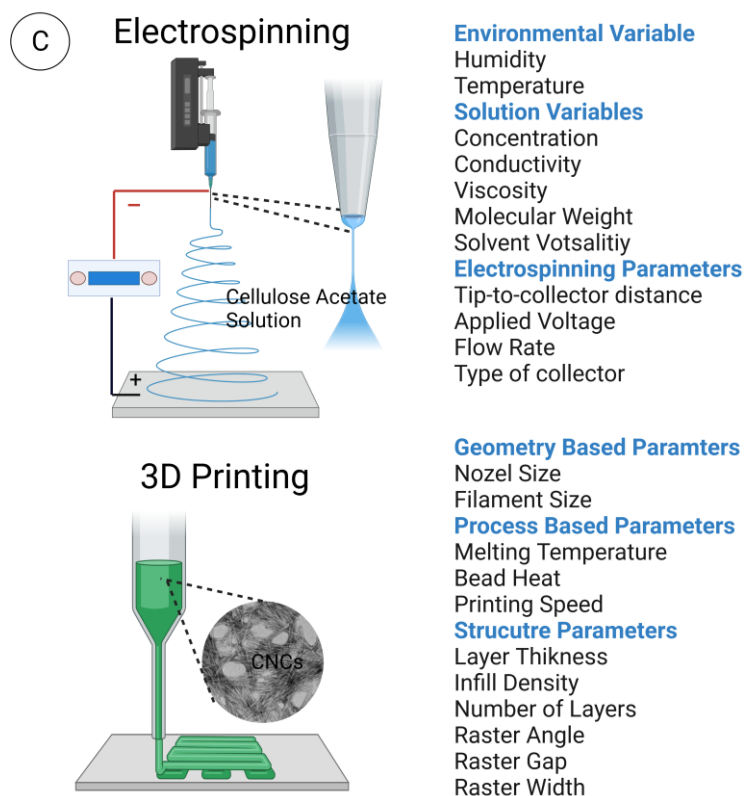 C
Electrospinning
−
Cellulose Acetate
Solution
+
Environmental Variable
Humidity
Temperature
Solution Variables
Concentration
Conductivity
Viscosity
Molecular Weight
Solvent Votsalitiy
Electrospinning Parameters
Tip-to-collector distance
Applied Voltage
Flow Rate
Type of collector
3D Printing
CNCs
Geometry Based Paramters
Nozel Size
Filament Size
Process Based Parameters
Melting Temperature
Bead Heat
Printing Speed
Strucutre Parameters
Layer Thikness
Infill Density
Number of Layers
Raster Angle
Raster Gap
Raster Width